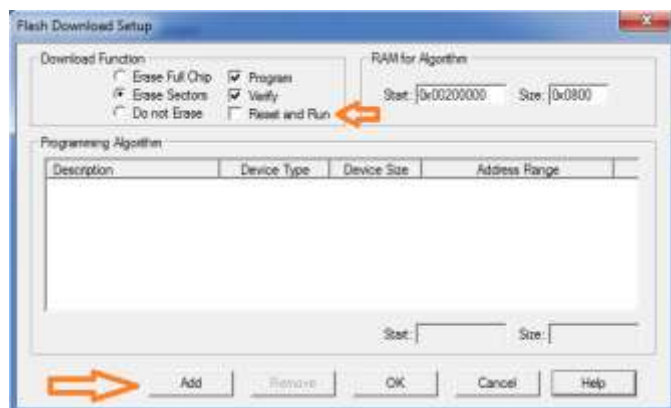 Flash Download Setup
Download Function
Erase Full Chip
Program
Erase Sectors
Verify
Do not Erase
Reset and Run
RAM for Algorithm
Start: 0x00200000 Size: 0x0800
Programming Algorithm
Description Device Type Device Size Address Range
Start: Size:
Add Remove OK Cancel Help